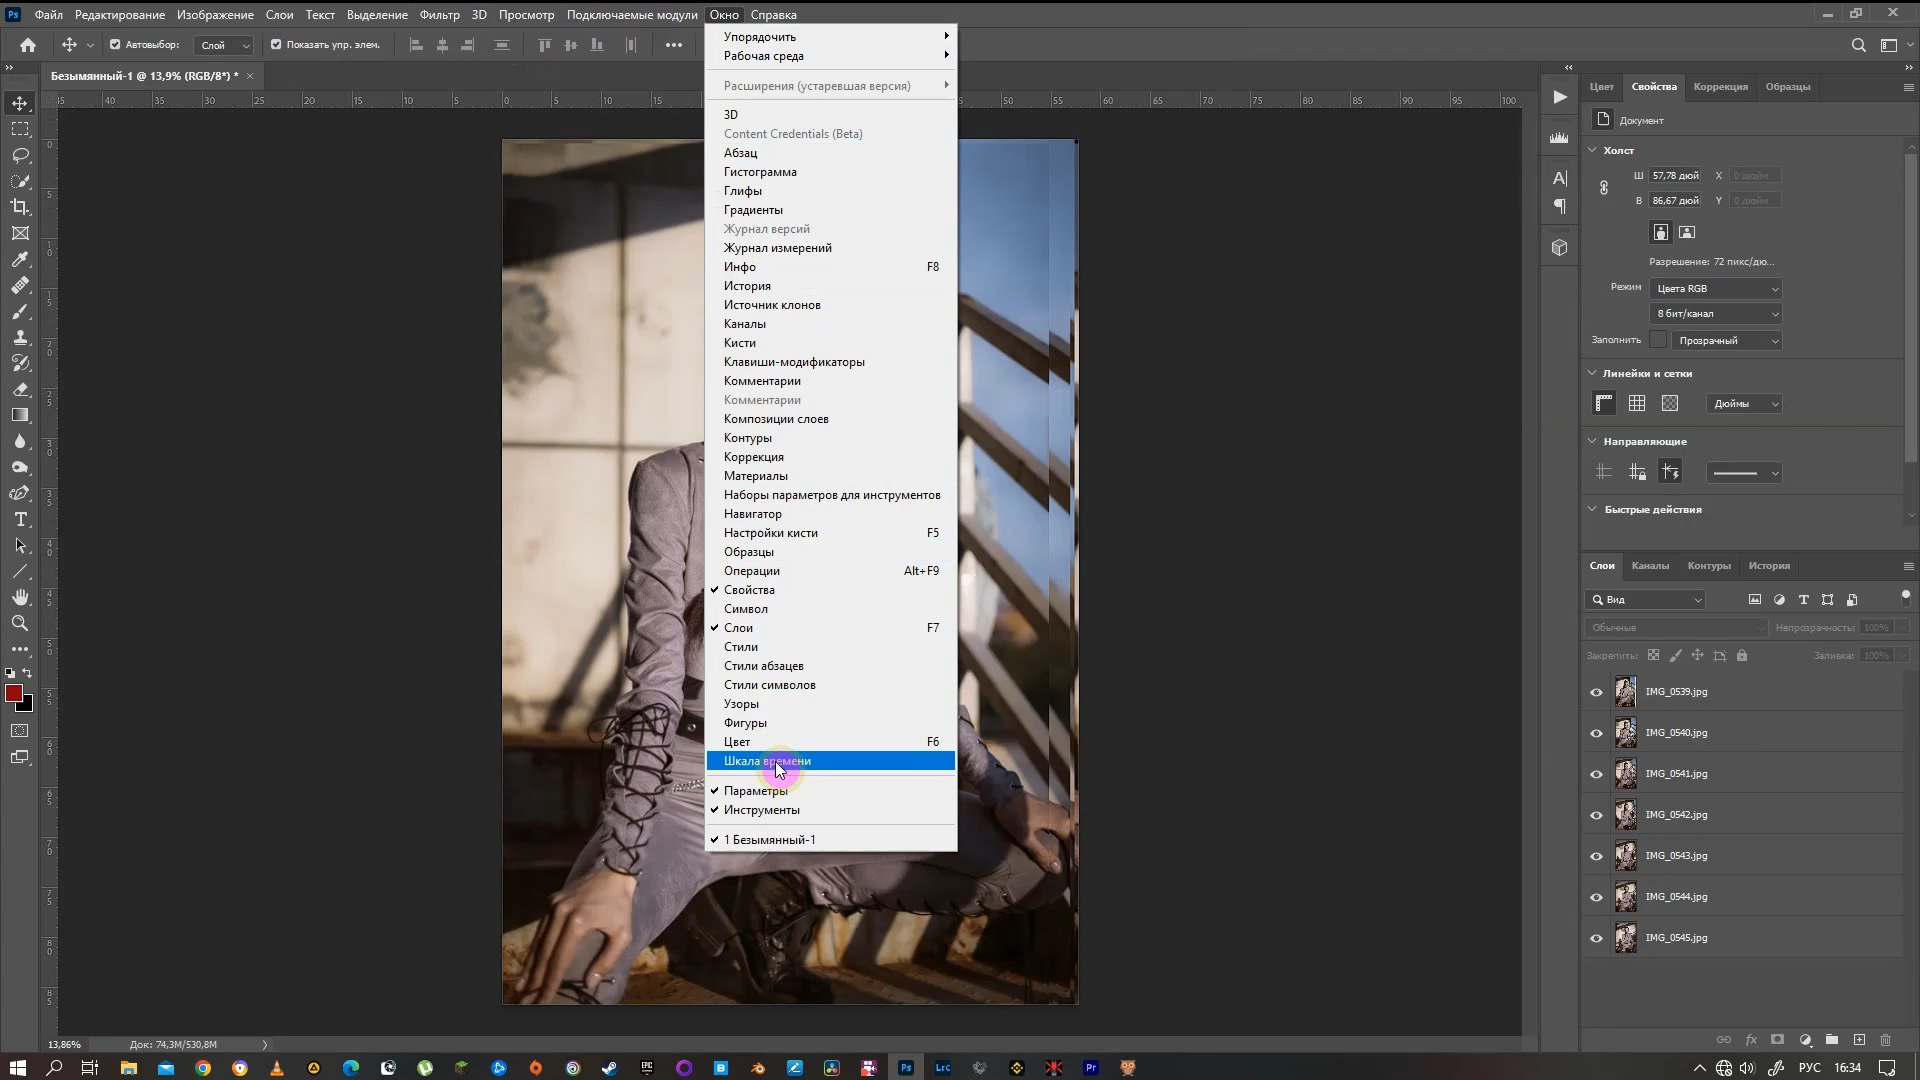 Ps Файл Редактирование Изображение Слои Текст Выделение Фильтр 3D Просмотр Подключаемые модули Окно Справка
Автовыбор: Слой Показать упр. элем.
Безымянный-1 @ 13,9% (RGB/8*) *
Упорядочить
Рабочая среда
Расширения (устаревшая версия)
3D
Content Credentials (Beta)
Абзац
Гистограмма
Глифы
Градиенты
Журнал версий
Журнал измерений
Инфо F8
История
Источник клонов
Каналы
Кисти
Клавиши-модификаторы
Комментарии
Комментарии
Композиции слоев
Контуры
Коррекция
Материалы
Наборы параметров для инструментов
Навигатор
Настройки кисти F5
Образцы
Операции Alt+F9
Свойства
Символ
Слои F7
Стили
Стили абзацев
Стили символов
Узоры
Фигуры
Цвет F6
Шкала времени
Параметры
Инструменты
1 Безымянный-1
Цвет Свойства Коррекция Образцы
Документ
Холст
Ш 57,78 дюй X 0 дюйм
В 86,67 дюй Y 0 дюйм
Разрешение: 72 пикс/дю...
Режим Цвета RGB
8 бит/канал
Заполнить Прозрачный
Линейки и сетки
Дюймы
Направляющие
Быстрые действия
Слои Каналы Контуры История
Вид
Обычные Непрозрачность: 100%
Закрепить: Заливка: 100%
IMG_0539.jpg
IMG_0540.jpg
IMG_0541.jpg
IMG_0542.jpg
IMG_0543.jpg
IMG_0544.jpg
IMG_0545.jpg
13,86% Док: 74,3M/530,8M
РУС 16:34